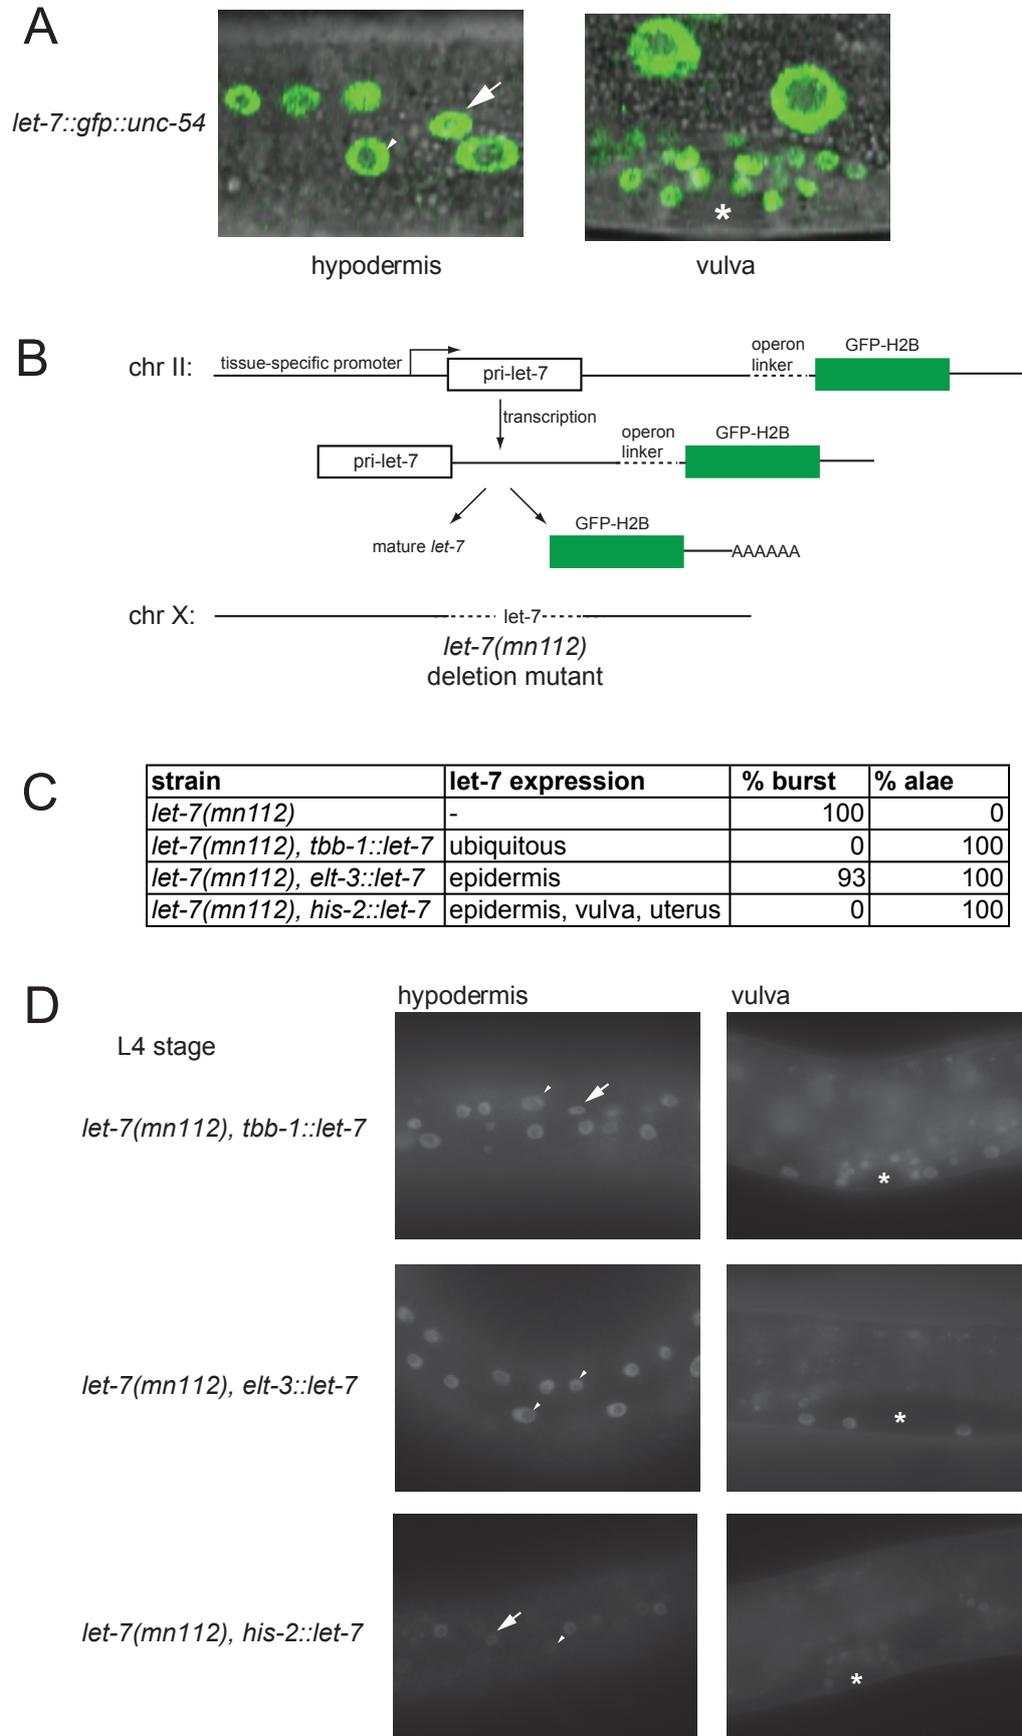 A
let-7::gfp::unc-54
*
hypodermis
vulva
B
chr II:
tissue-specific promoter
pri-let-7
operon
linker
GFP-H2B
transcription
pri-let-7
operon
linker
GFP-H2B
mature let-7
GFP-H2B
AAAAAA
chr X:
let-7
let-7(mn112)
deletion mutant
C
strain let-7 expression % burst % alae
let-7(mn112) - 100 0
let-7(mn112), tbb-1::let-7 ubiquitous 0 100
let-7(mn112), elt-3::let-7 epidermis 93 100
let-7(mn112), his-2::let-7 epidermis, vulva, uterus 0 100
D
hypodermis
vulva
L4 stage
let-7(mn112), tbb-1::let-7
*
let-7(mn112), elt-3::let-7
*
let-7(mn112), his-2::let-7
*